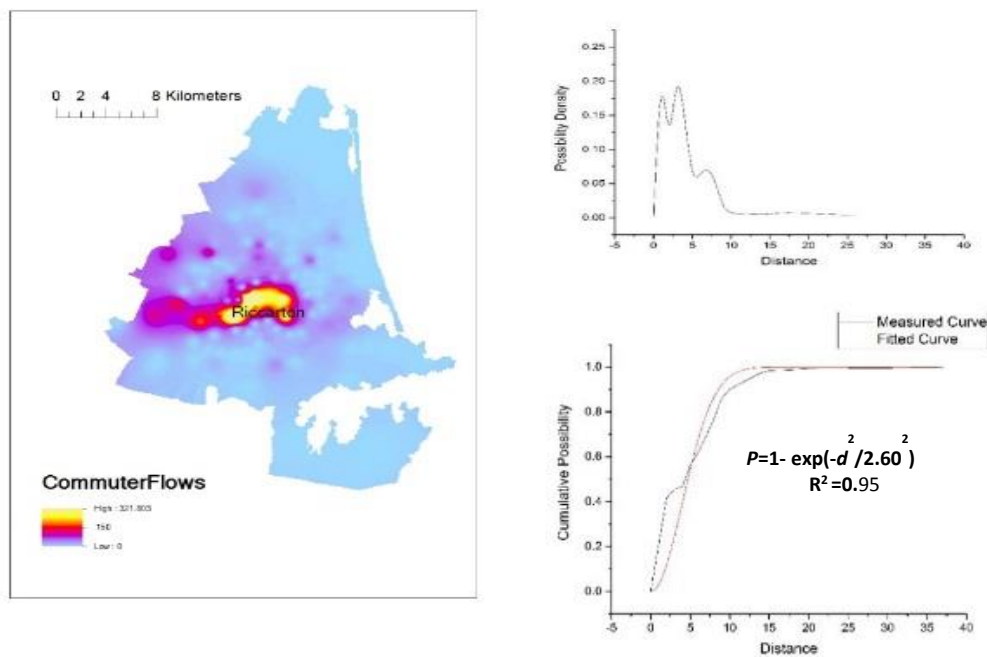 0 2 4 8 Kilometers
Riccarton
CommuterFlows
High : 321.803
160
Low : 0
0.25
0.20
0.15
0.10
0.05
0.00
Possibility Density
-5 0 5 10 15 20 25 30 35 40
Distance
Measured Curve
Fitted Curve
1.0
0.8
0.6
0.4
0.2
0.0
Cumulative Possibility
P=1- exp(-d²/2.60²)
R²=0.95
-5 0 5 10 15 20 25 30 35 40
Distance